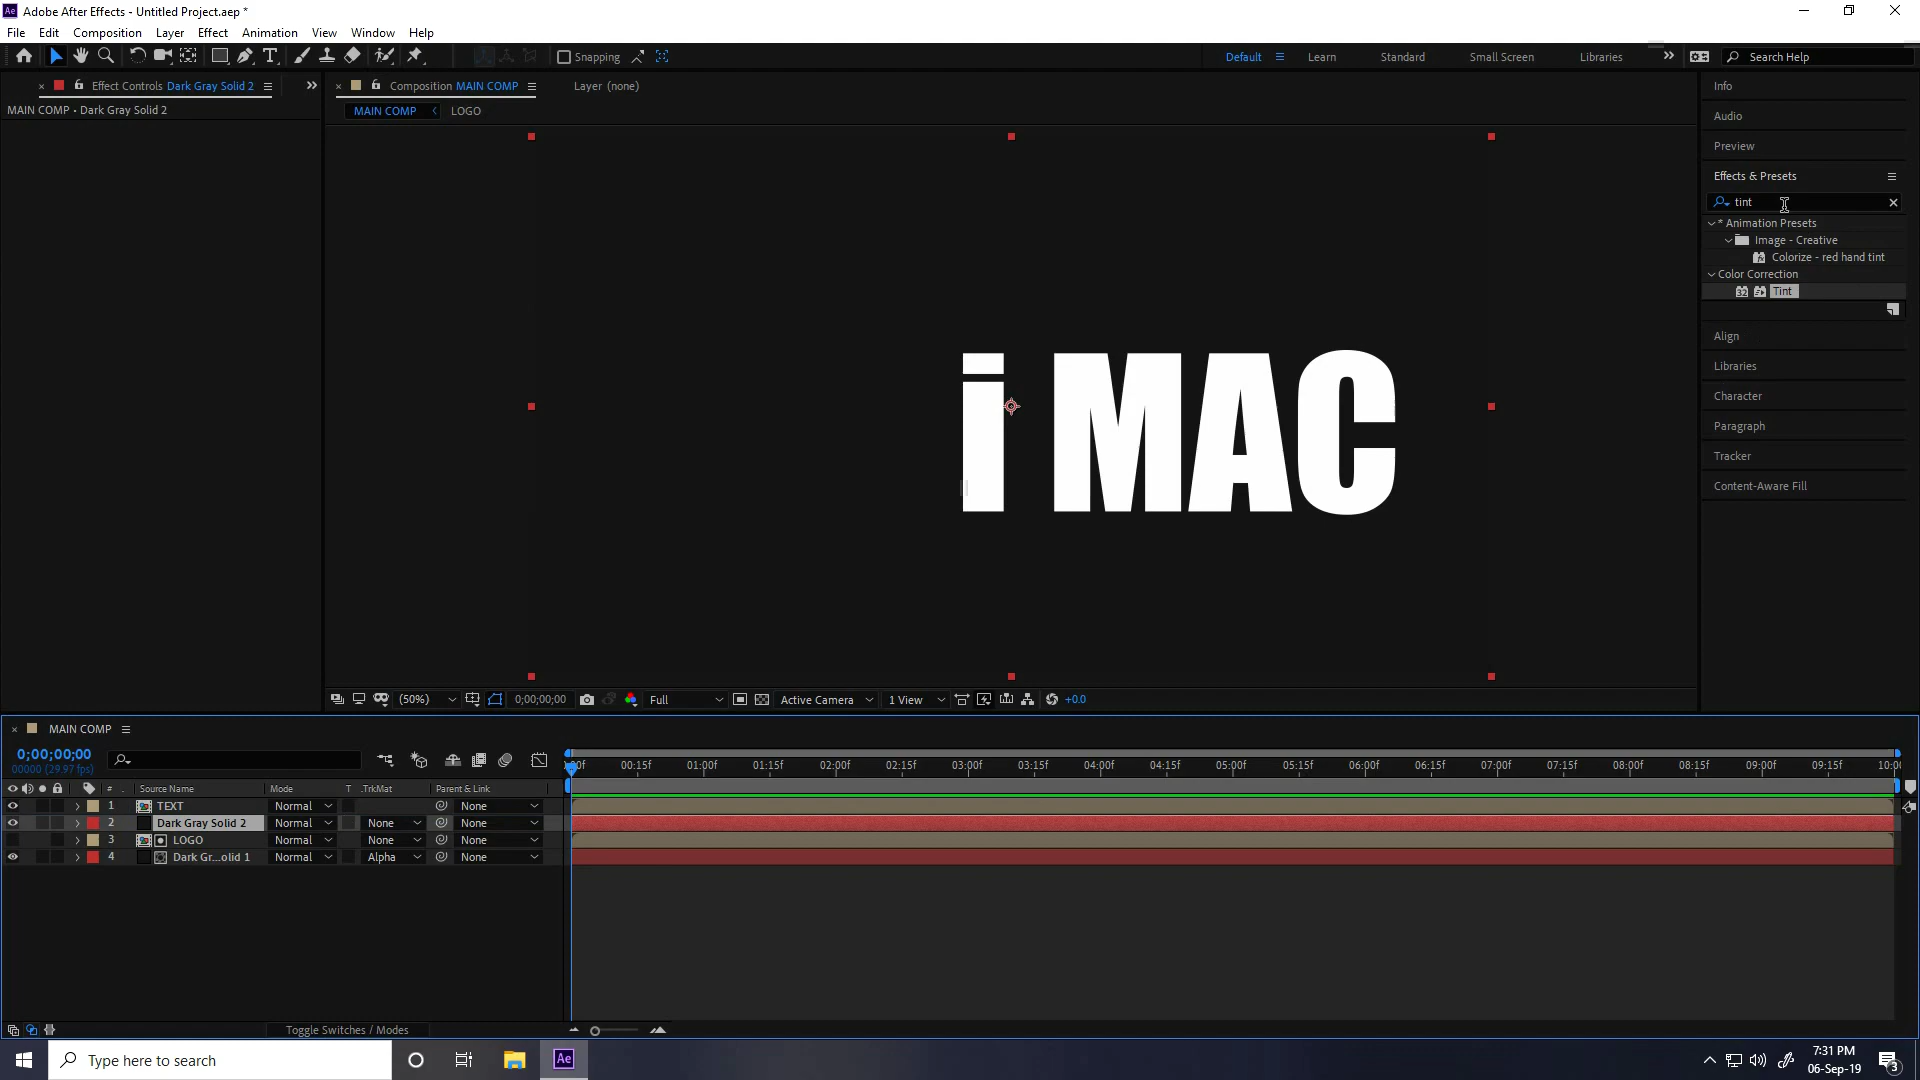 Adobe After Effects - Untitled Project.aep *
File Edit Composition Layer Effect Animation View Window Help
Snapping Default Learn Standard Small Screen Libraries Search Help
Effect Controls Dark Gray Solid 2
MAIN COMP • Dark Gray Solid 2
Composition MAIN COMP Layer (none)
MAIN COMP LOGO
i MAC
(50%) 0;00;00;00 Full Active Camera 1 View +0.0
Info
Audio
Preview
Effects & Presets
tint
* Animation Presets
Image - Creative
Colorize - red hand tint
Color Correction
32 Tint
Align
Libraries
Character
Paragraph
Tracker
Content-Aware Fill
MAIN COMP
0;00;00;00
00000 (29.97 fps)
00:15f 01:00f 01:15f 02:00f 02:15f 03:00f 03:15f 04:00f 04:15f 05:00f 05:15f 06:00f 06:15f 07:00f 07:15f 08:00f 08:15f 09:00f 09:15f
# Source Name Mode T .TrkMat Parent & Link
1 TEXT Normal None
2 Dark Gray Solid 2 Normal None None
3 LOGO Normal None None
4 Dark Gr...olid 1 Normal Alpha None
Toggle Switches / Modes
Type here to search Ae 7:31 PM
06-Sep-19 3